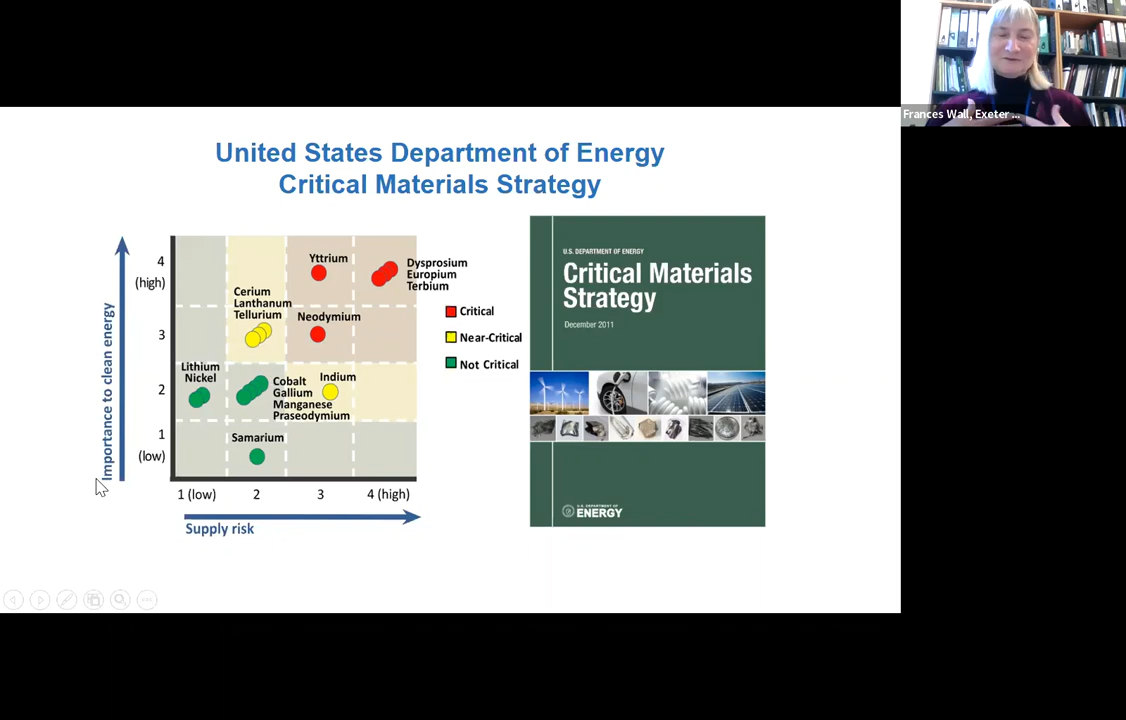 Frances Wall, Exeter ...
United States Department of Energy
Critical Materials Strategy
Importance to clean energy
4
(high)
3
2
1
(low)
Yttrium
Dysprosium
Europium
Terbium
Cerium
Lanthanum
Tellurium
Neodymium
Lithium
Nickel
Cobalt
Gallium
Manganese
Praseodymium
Indium
Samarium
1 (low)
2
3
4 (high)
Supply risk
Critical
Near-Critical
Not Critical
U.S. DEPARTMENT OF ENERGY
Critical Materials
Strategy
December 2011
U.S. DEPARTMENT OF
ENERGY